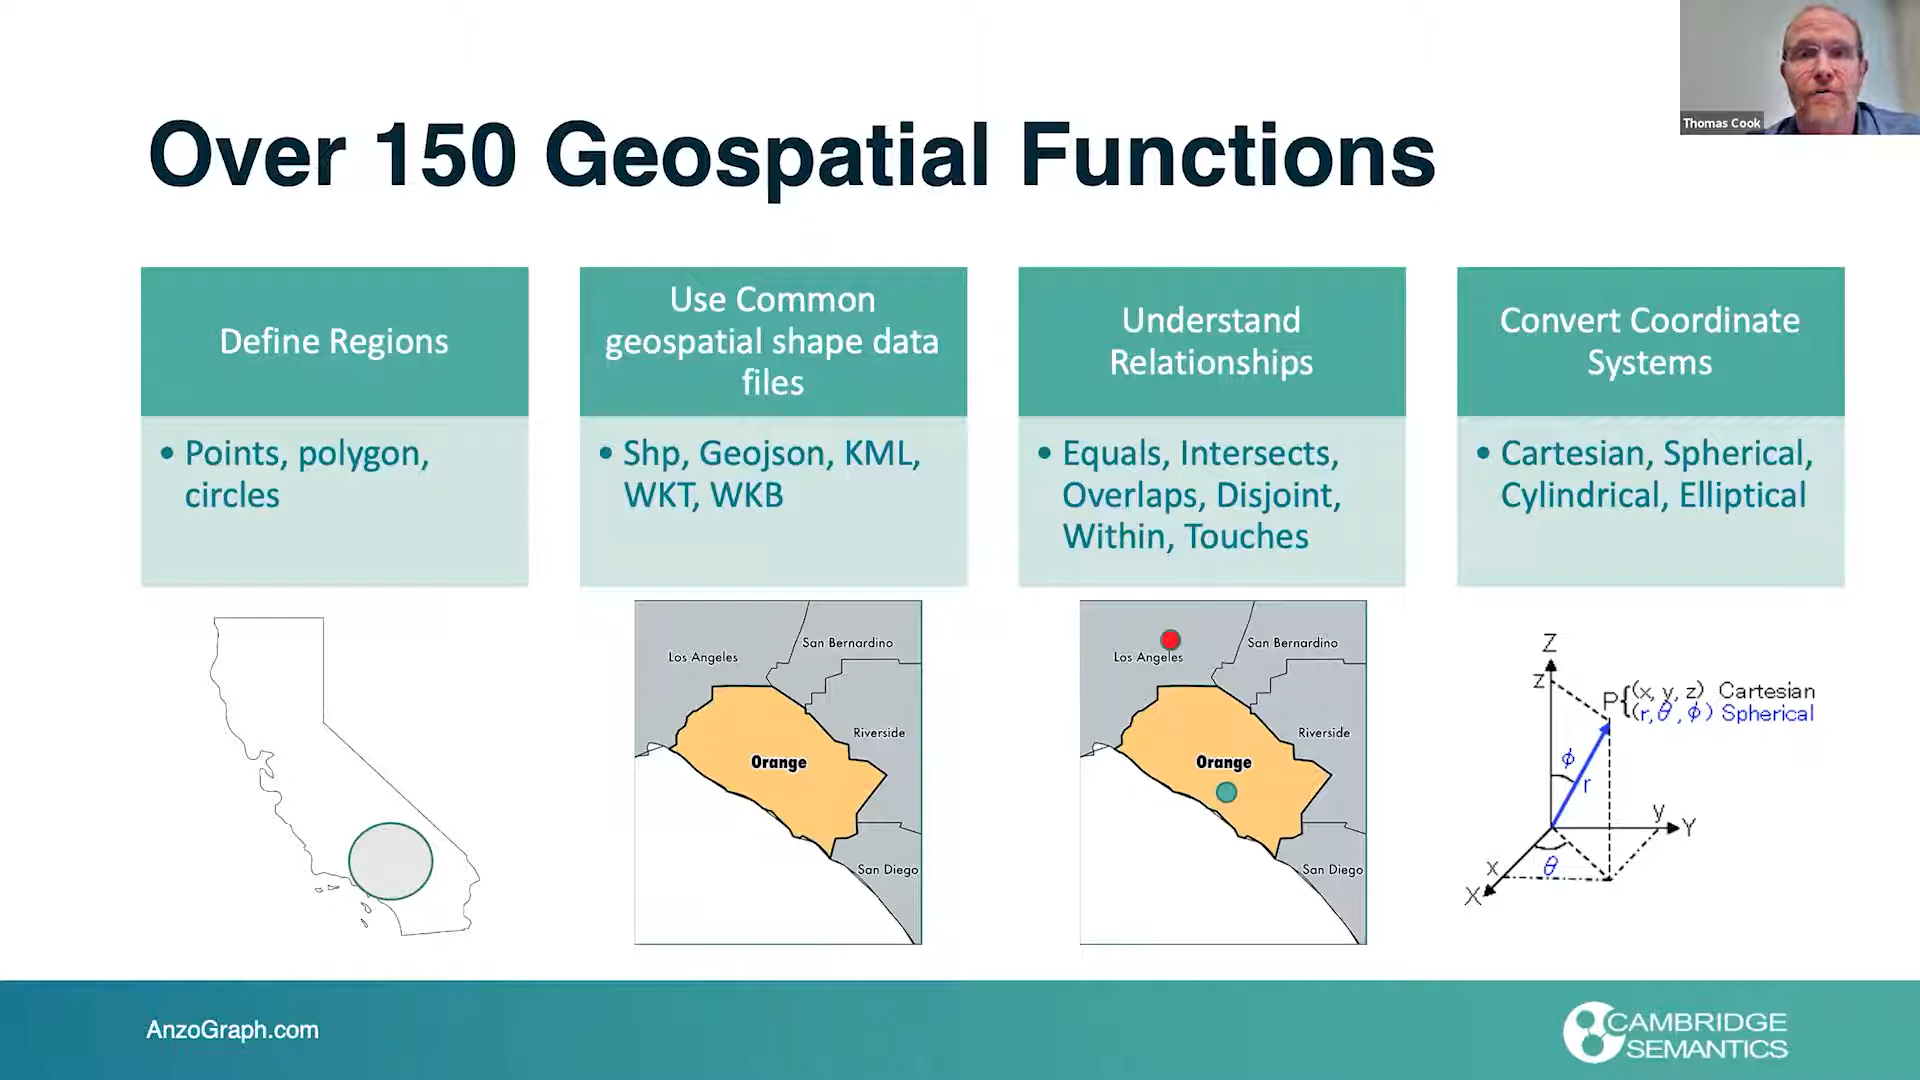 Thomas Cook
Over 150 Geospatial Functions
Define Regions
• Points, polygon,
circles
Use Common
geospatial shape data
files
• Shp, Geojson, KML,
WKT, WKB
Understand
Relationships
• Equals, Intersects,
Overlaps, Disjoint,
Within, Touches
Convert Coordinate
Systems
• Cartesian, Spherical,
Cylindrical, Elliptical
Los Angeles
San Bernardino
Riverside
Orange
San Diego
Los Angeles
San Bernardino
Riverside
Orange
San Diego
Z
z
P{(x, y, z) Cartesian
(r, θ, ϕ) Spherical
ϕ
r
y
Y
x
θ
X
AnzoGraph.com
CAMBRIDGE
SEMANTICS